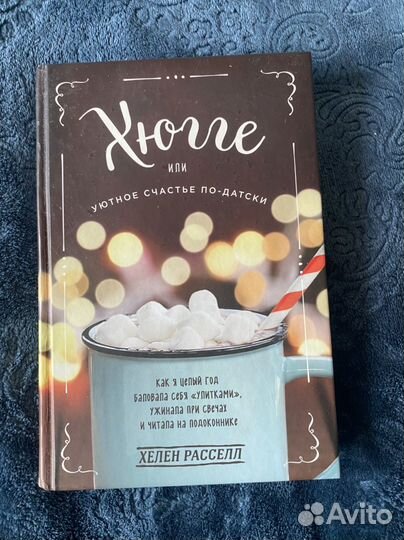 Хюгге
или
уютное счастье по-датски
как я целый год
баловала себя «улитками»,
ужинала при свечах
и читала на подоконнике
Хелен Расселл
Avito